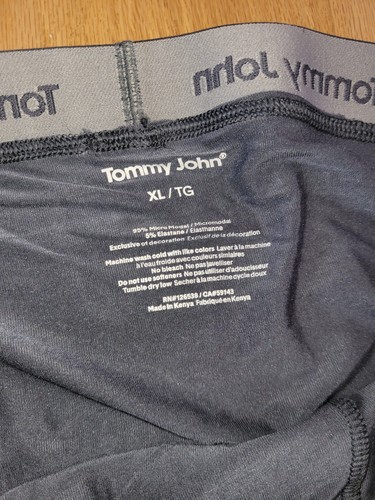 Tommy John
Tommy John
Tommy John®
XL / TG
95% Micro Modal / Micromodal
5% Elastane / Élasthanne
Exclusive of decoration Exclusif de la décoration
Machine wash cold with like colors Laver à la machine
à l'eau froide avec couleurs similaires
No bleach Ne pas javeliser
Do not use softeners Ne pas utiliser d'adoucisseur
Tumble dry low Secher à la machine cycle doux
RN#126538 / CA#59143
Made in Kenya Fabriqué en Kenya